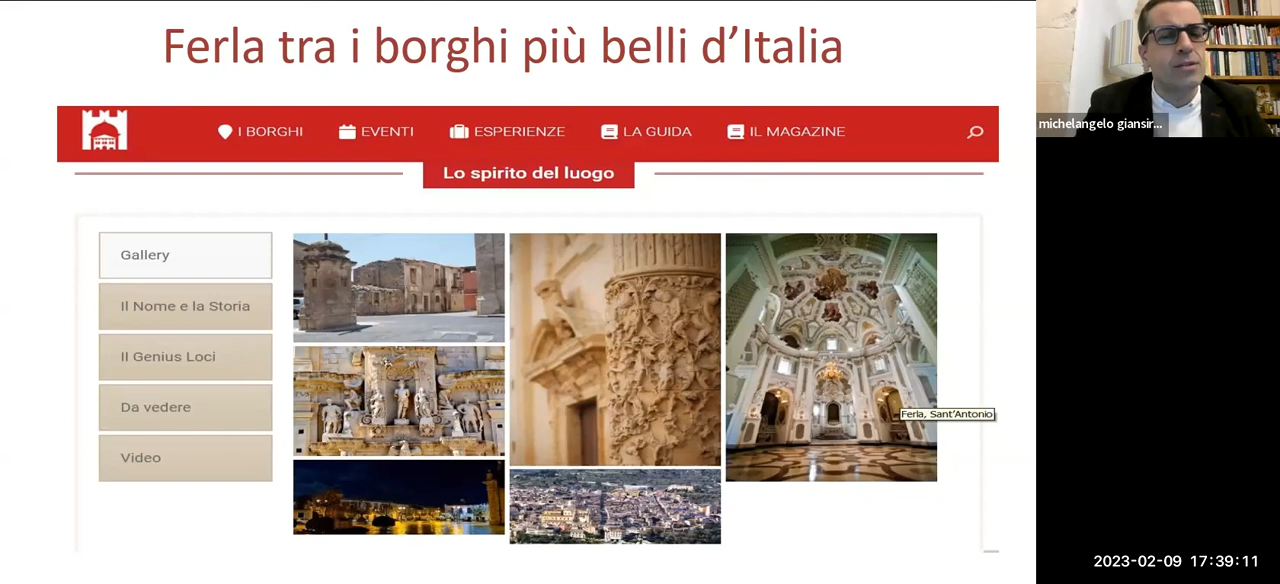 Ferla tra i borghi più belli d’Italia
I BORGHI EVENTI ESPERIENZE LA GUIDA IL MAGAZINE
Lo spirito del luogo
Gallery
Il Nome e la Storia
Il Genius Loci
Da vedere
Video
Ferla, Sant'Antonio
michelangelo giansir...
2023-02-09 17:39:11